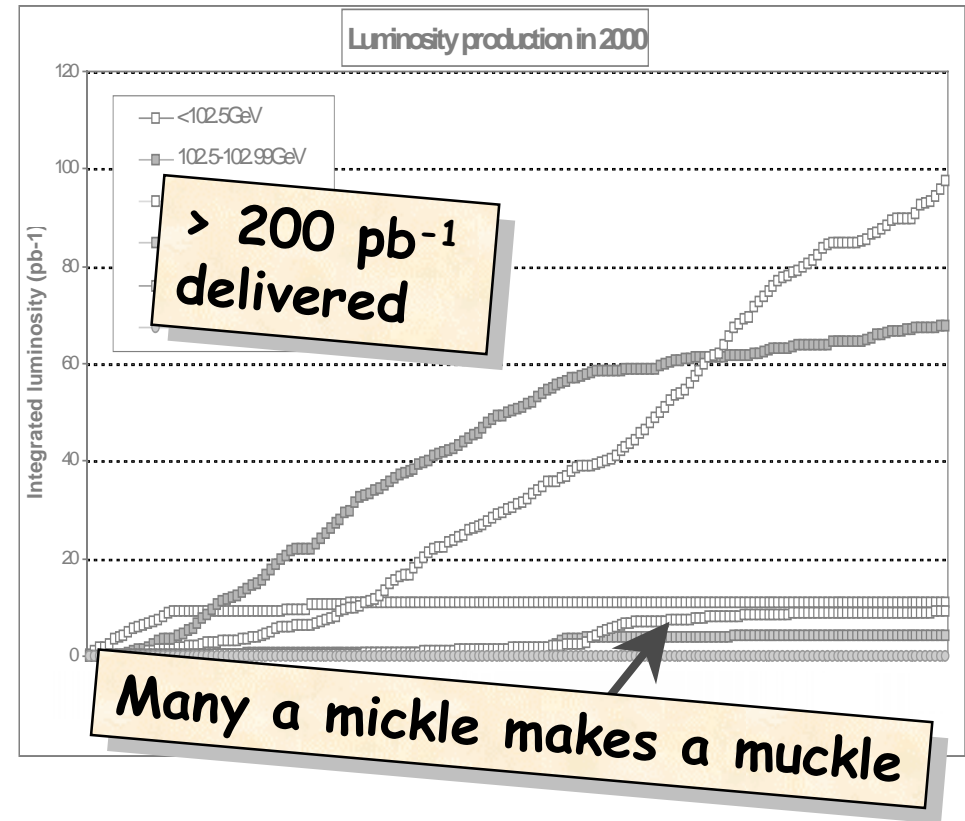 Luminosity production in 2000
120
<102.5GeV
102.5-102.99GeV
100
> 200 pb-1
delivered
80
60
40
20
0
Integrated luminosity (pb-1)
Many a mickle makes a muckle